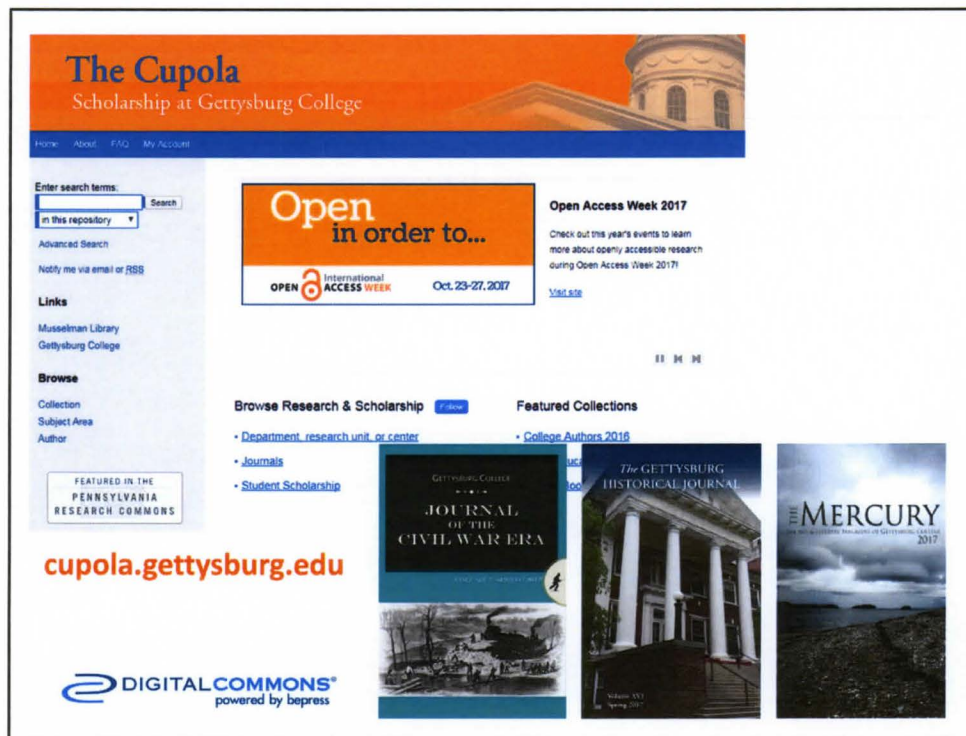 The Cupola
Scholarship at Gettysburg College
Home About FAQ My Account
Enter search terms:
Search
in this repository
Advanced Search
Notify me via email or RSS
Links
Musselman Library
Gettysburg College
Browse
Collection
Subject Area
Author
FEATURED IN THE
PENNSYLVANIA
RESEARCH COMMONS
Open
in order to...
OPEN
International
ACCESS WEEK
Oct. 23-27, 2017
Open Access Week 2017
Check out this year's events to learn
more about openly accessible research
during Open Access Week 2017!
Visit site
Browse Research & Scholarship Follow
• Department, research unit, or center
• Journals
• Student Scholarship
Featured Collections
• College Authors 2016
GETTYSBURG COLLEGE
JOURNAL
OF THE
CIVIL WAR ERA
The GETTYSBURG
HISTORICAL JOURNAL
Volume XVI
Spring 2017
THE MERCURY
2017
cupola.gettysburg.edu
DIGITALCOMMONS®
powered by bepress